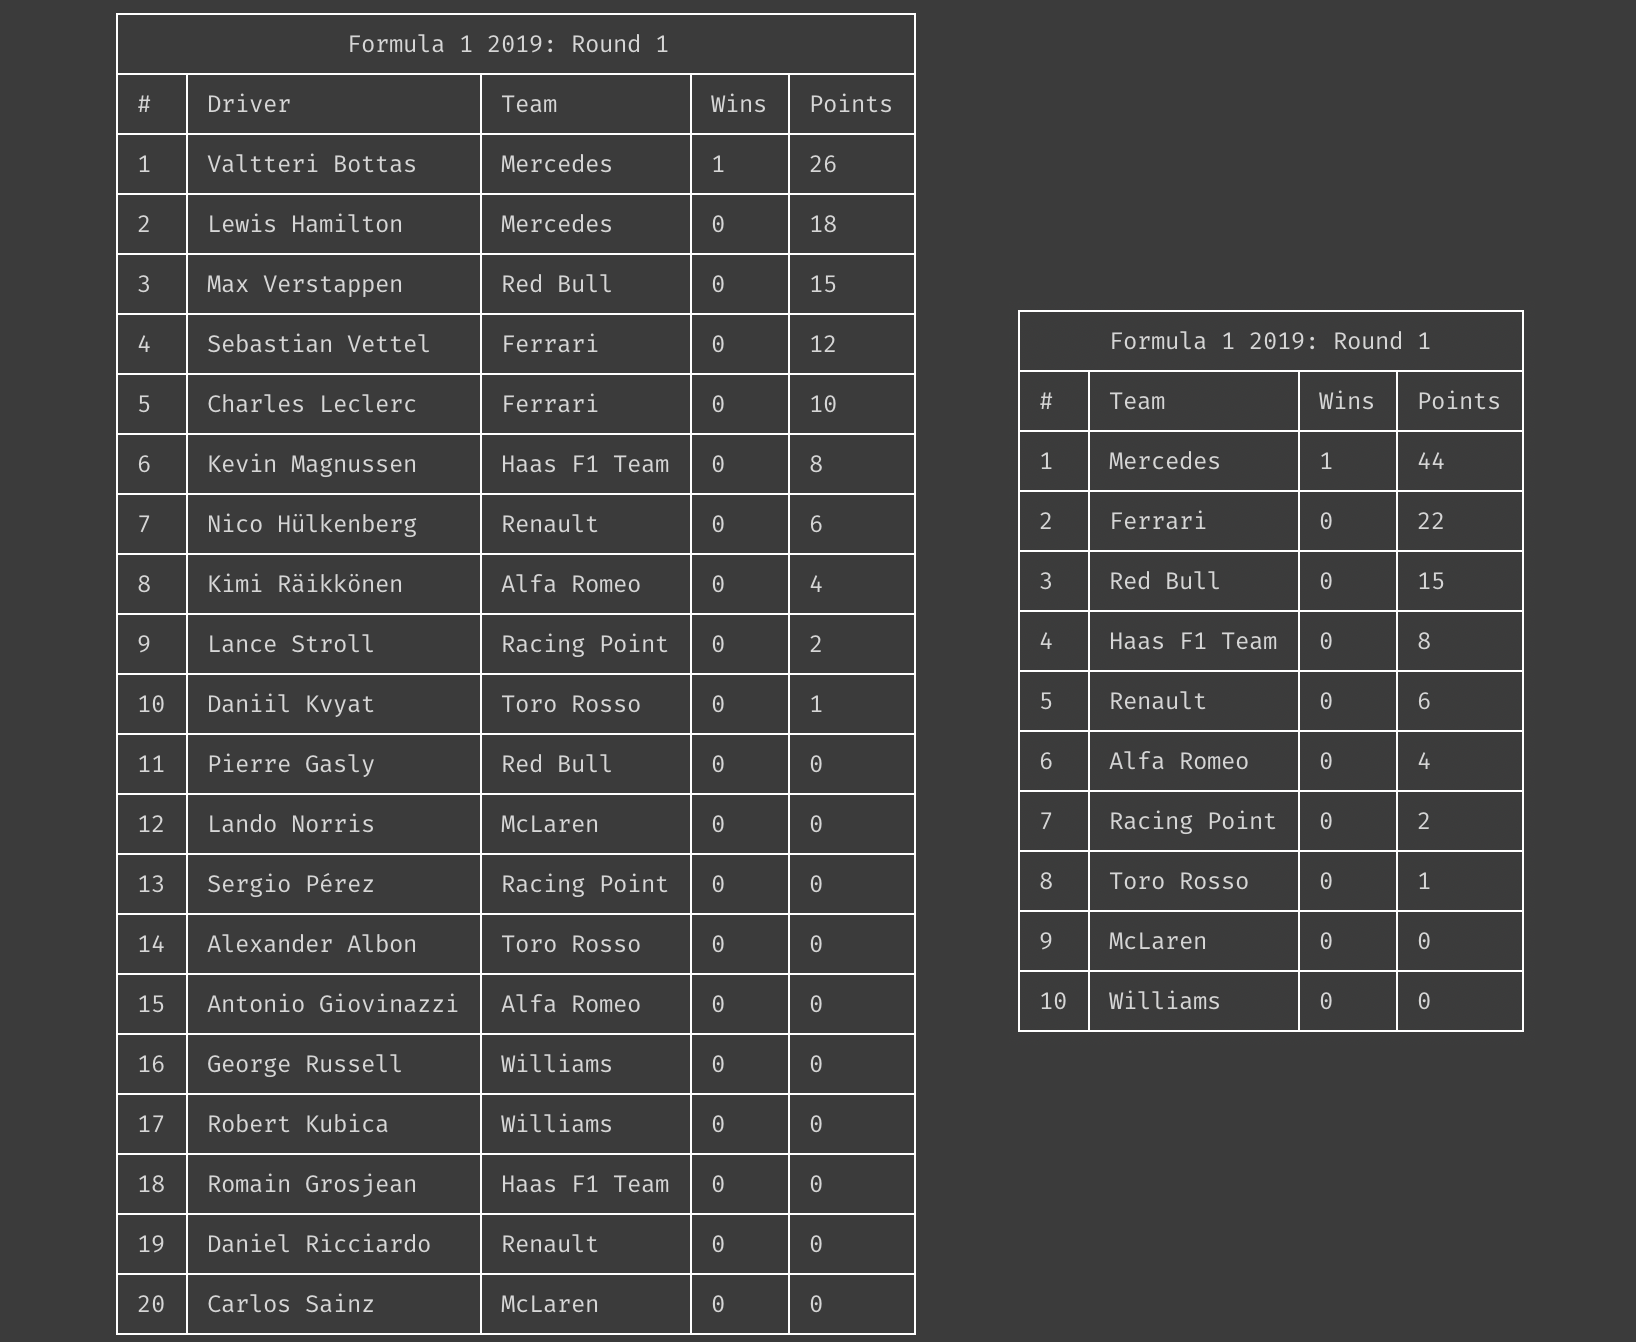 Formula 1 2019: Round 1
# Driver Team Wins Points
1 Valtteri Bottas Mercedes 1 26
2 Lewis Hamilton Mercedes 0 18
3 Max Verstappen Red Bull 0 15
4 Sebastian Vettel Ferrari 0 12
5 Charles Leclerc Ferrari 0 10
6 Kevin Magnussen Haas F1 Team 0 8
7 Nico Hülkenberg Renault 0 6
8 Kimi Räikkönen Alfa Romeo 0 4
9 Lance Stroll Racing Point 0 2
10 Daniil Kvyat Toro Rosso 0 1
11 Pierre Gasly Red Bull 0 0
12 Lando Norris McLaren 0 0
13 Sergio Pérez Racing Point 0 0
14 Alexander Albon Toro Rosso 0 0
15 Antonio Giovinazzi Alfa Romeo 0 0
16 George Russell Williams 0 0
17 Robert Kubica Williams 0 0
18 Romain Grosjean Haas F1 Team 0 0
19 Daniel Ricciardo Renault 0 0
20 Carlos Sainz McLaren 0 0
Formula 1 2019: Round 1
# Team Wins Points
1 Mercedes 1 44
2 Ferrari 0 22
3 Red Bull 0 15
4 Haas F1 Team 0 8
5 Renault 0 6
6 Alfa Romeo 0 4
7 Racing Point 0 2
8 Toro Rosso 0 1
9 McLaren 0 0
10 Williams 0 0